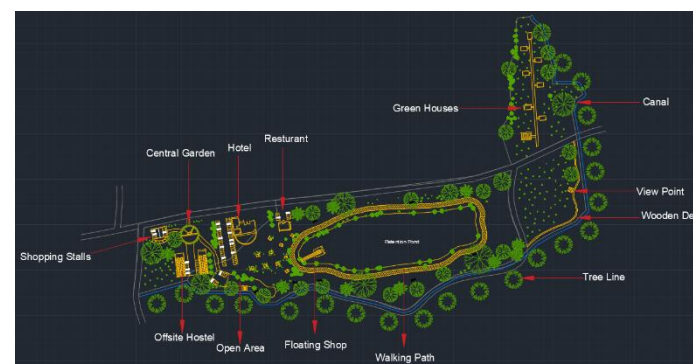 Green Houses
Canal
Resturant
Hotel
Central Garden
View Point
Wooden De
Retention Pond
Shopping Stalls
Tree Line
Offsite Hostel
Open Area
Floating Shop
Walking Path